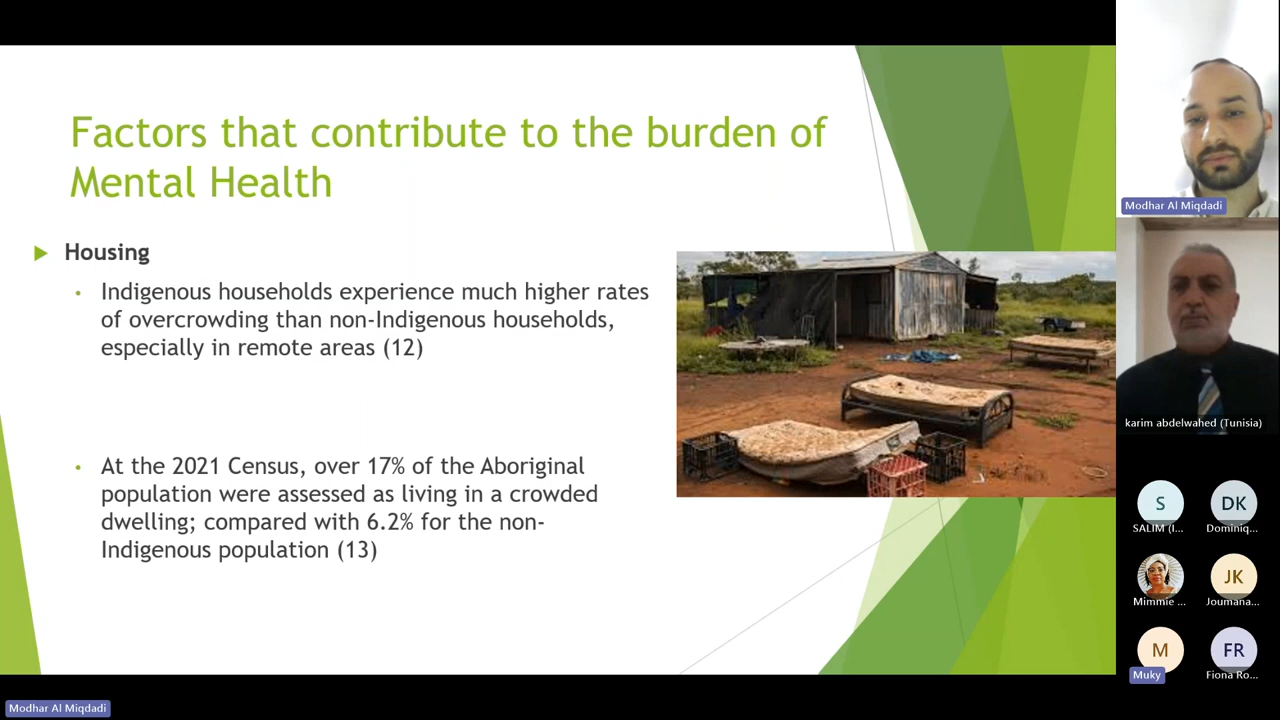 Factors that contribute to the burden of
Mental Health
Housing
Indigenous households experience much higher rates
of overcrowding than non-Indigenous households,
especially in remote areas (12)
At the 2021 Census, over 17% of the Aboriginal
population were assessed as living in a crowded
dwelling; compared with 6.2% for the non-
Indigenous population (13)
Modhar Al Miqdadi
karim abdelwahed (Tunisia)
S
DK
SALIM (I...
Dominiq...
JK
Mimmie ...
Joumana...
M
FR
Muky
Fiona Ro...
Modhar Al Miqdadi